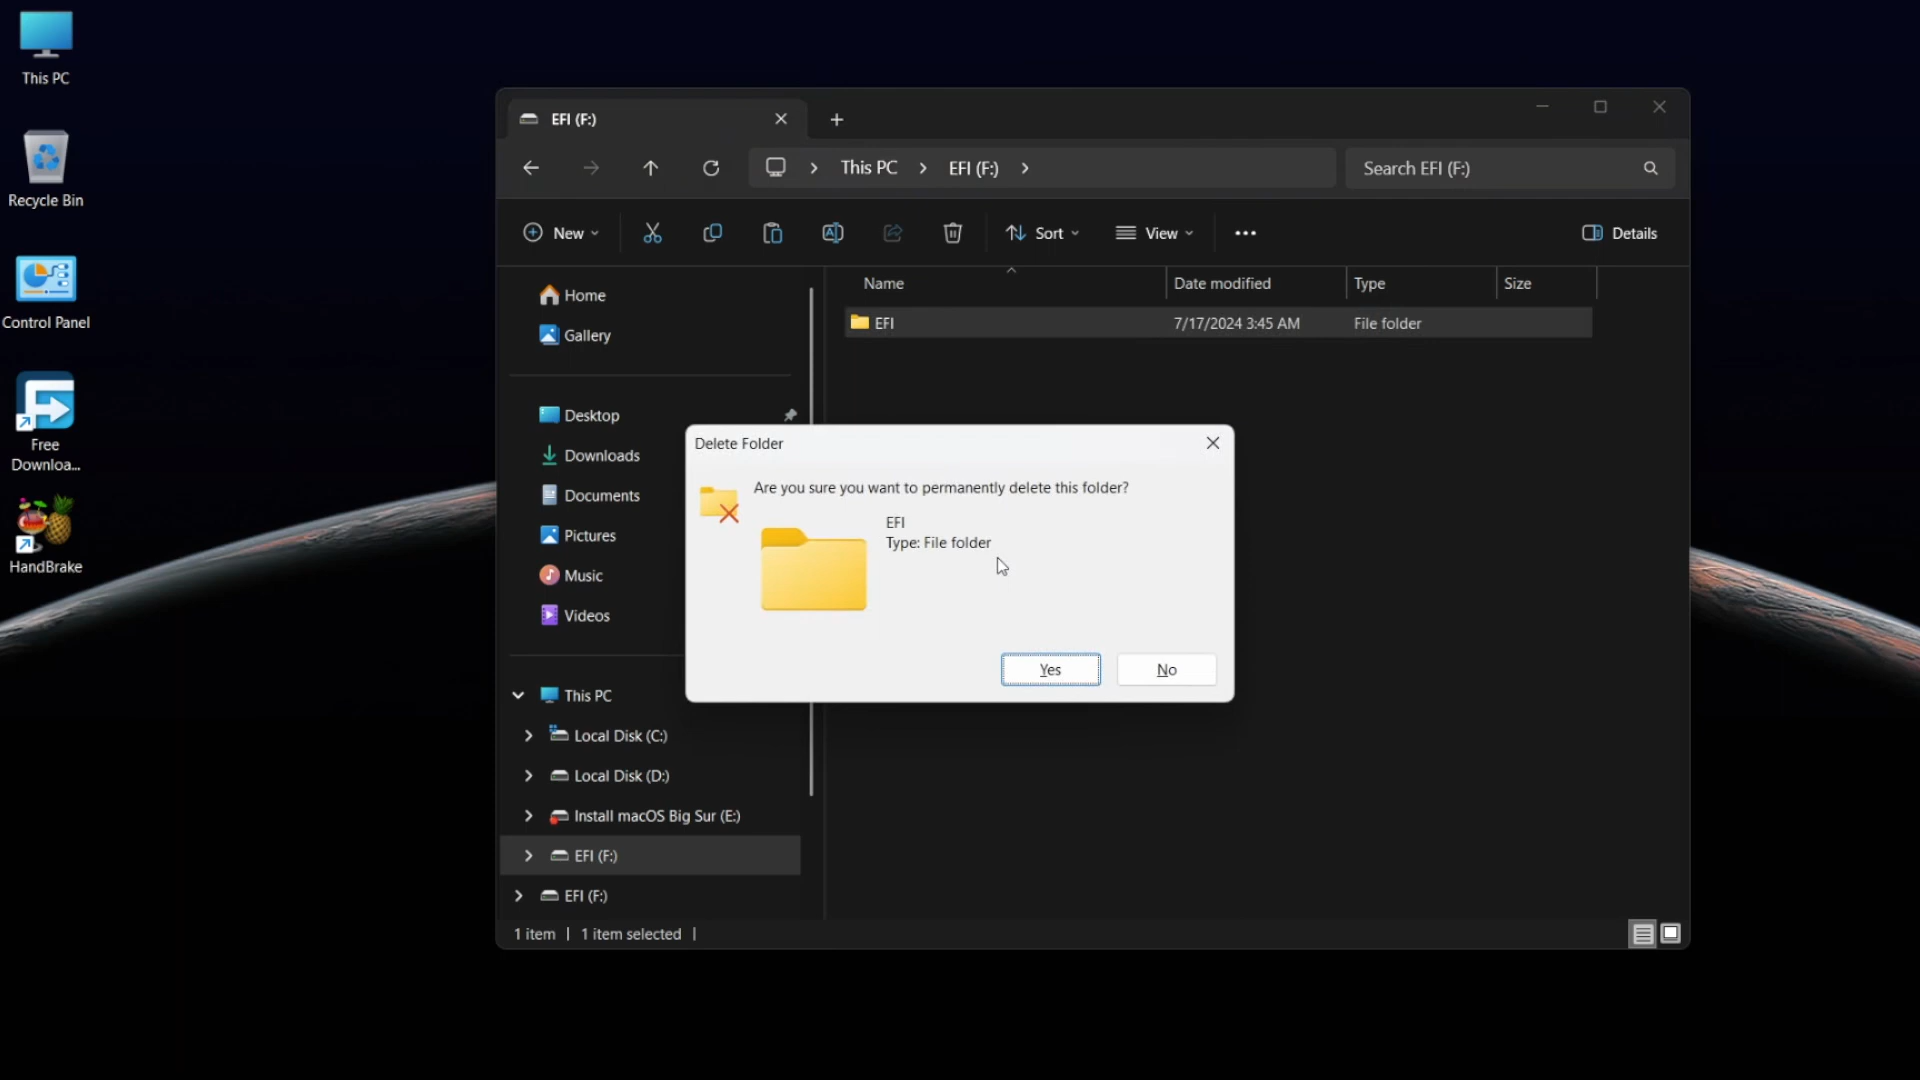 This PC
Recycle Bin
Control Panel
Free
Downloa...
HandBrake
EFI (F:)
This PC
EFI (F:)
Search EFI (F:)
New
Sort
View
Details
Home
Gallery
Desktop
Downloads
Documents
Pictures
Music
Videos
This PC
Local Disk (C:)
Local Disk (D:)
Install macOS Big Sur (E:)
EFI (F:)
EFI (F:)
Name
Date modified
Type
Size
EFI
7/17/2024 3:45 AM
File folder
Delete Folder
Are you sure you want to permanently delete this folder?
EFI
Type: File folder
Yes
No
1 item
1 item selected